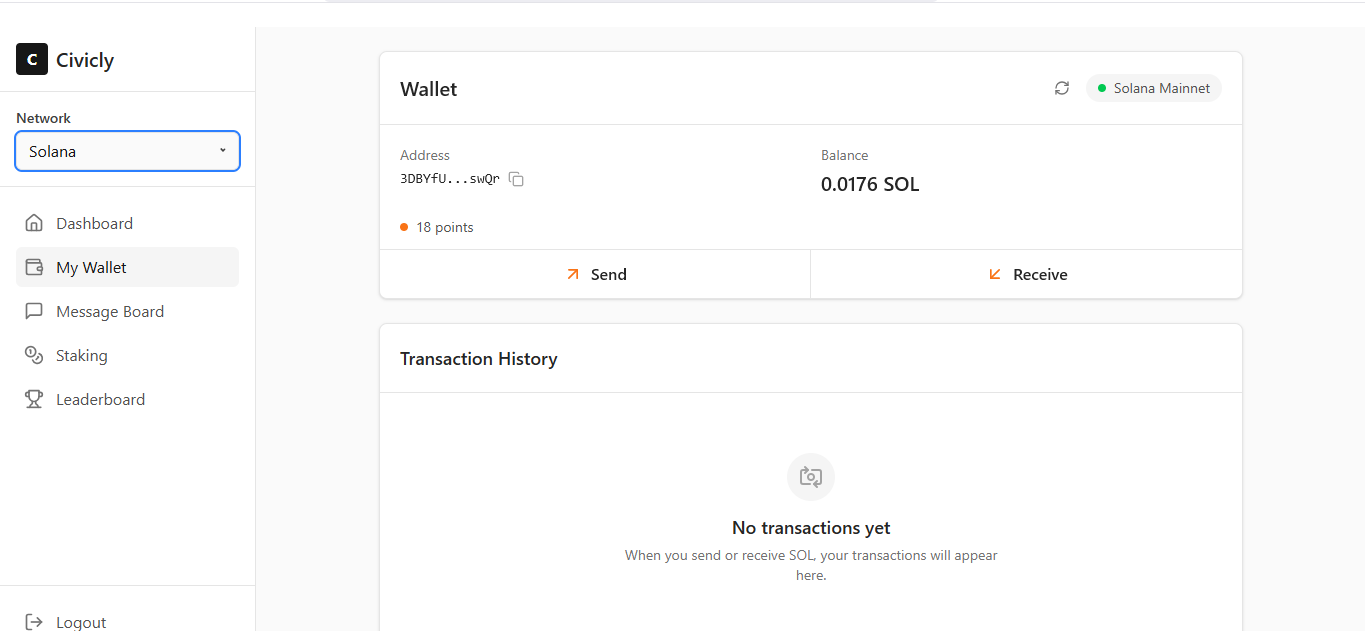 C Civicly
Network
Solana
Dashboard
My Wallet
Message Board
Staking
Leaderboard
Logout
Wallet
Solana Mainnet
Address
3DBYfU...swQr
Balance
0.0176 SOL
18 points
Send
Receive
Transaction History
No transactions yet
When you send or receive SOL, your transactions will appear
here.